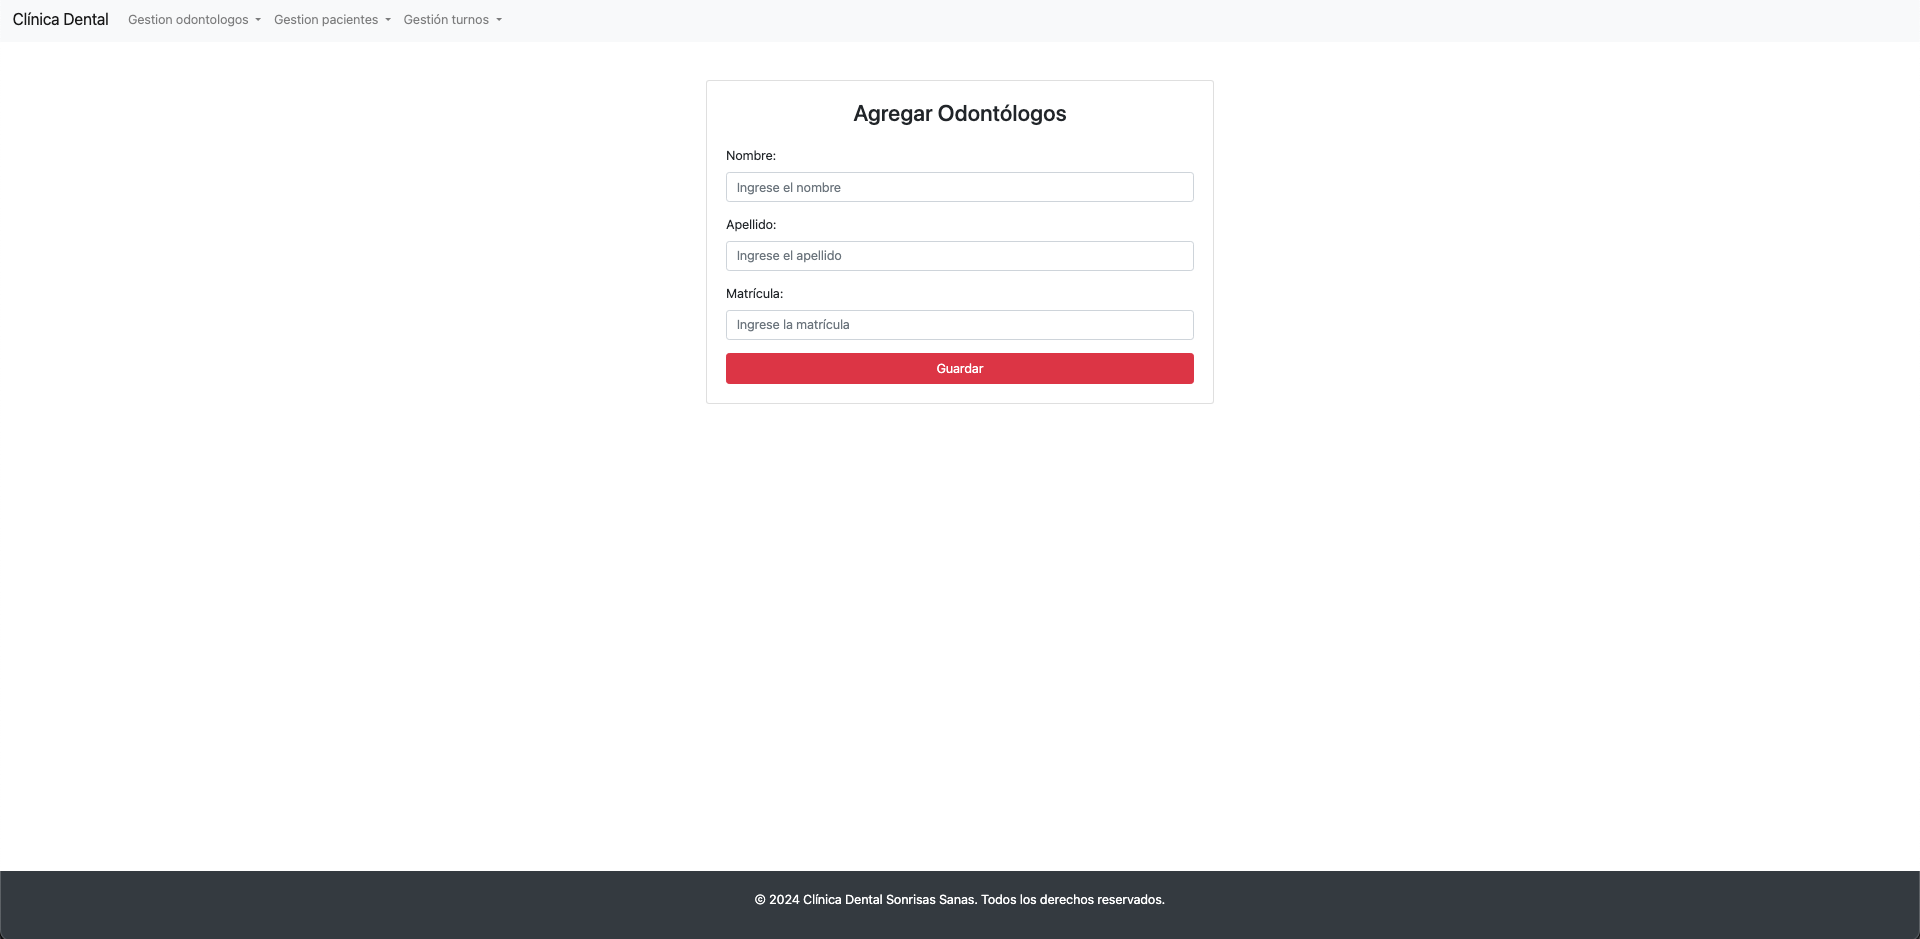 Clínica Dental Gestion odontologos Gestion pacientes Gestión turnos
Agregar Odontólogos
Nombre:
Ingrese el nombre
Apellido:
Ingrese el apellido
Matrícula:
Ingrese la matrícula
Guardar
© 2024 Clínica Dental Sonrisas Sanas. Todos los derechos reservados.